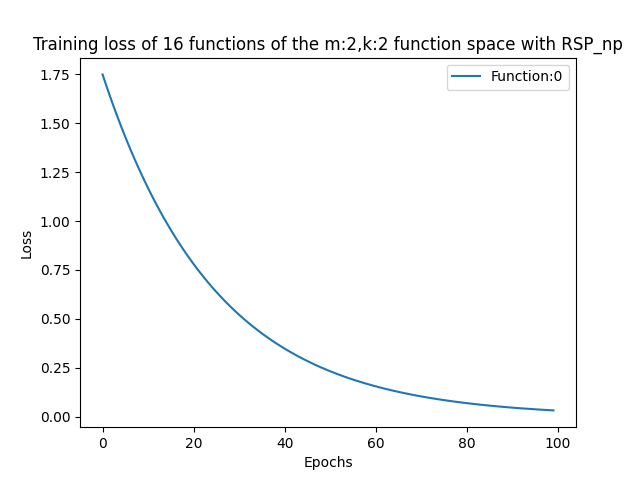 Training loss of 16 functions of the m:2,k:2 function space with RSP_np
Function:0
Loss
1.75
1.50
1.25
1.00
0.75
0.50
0.25
0.00
0 20 40 60 80 100
Epochs